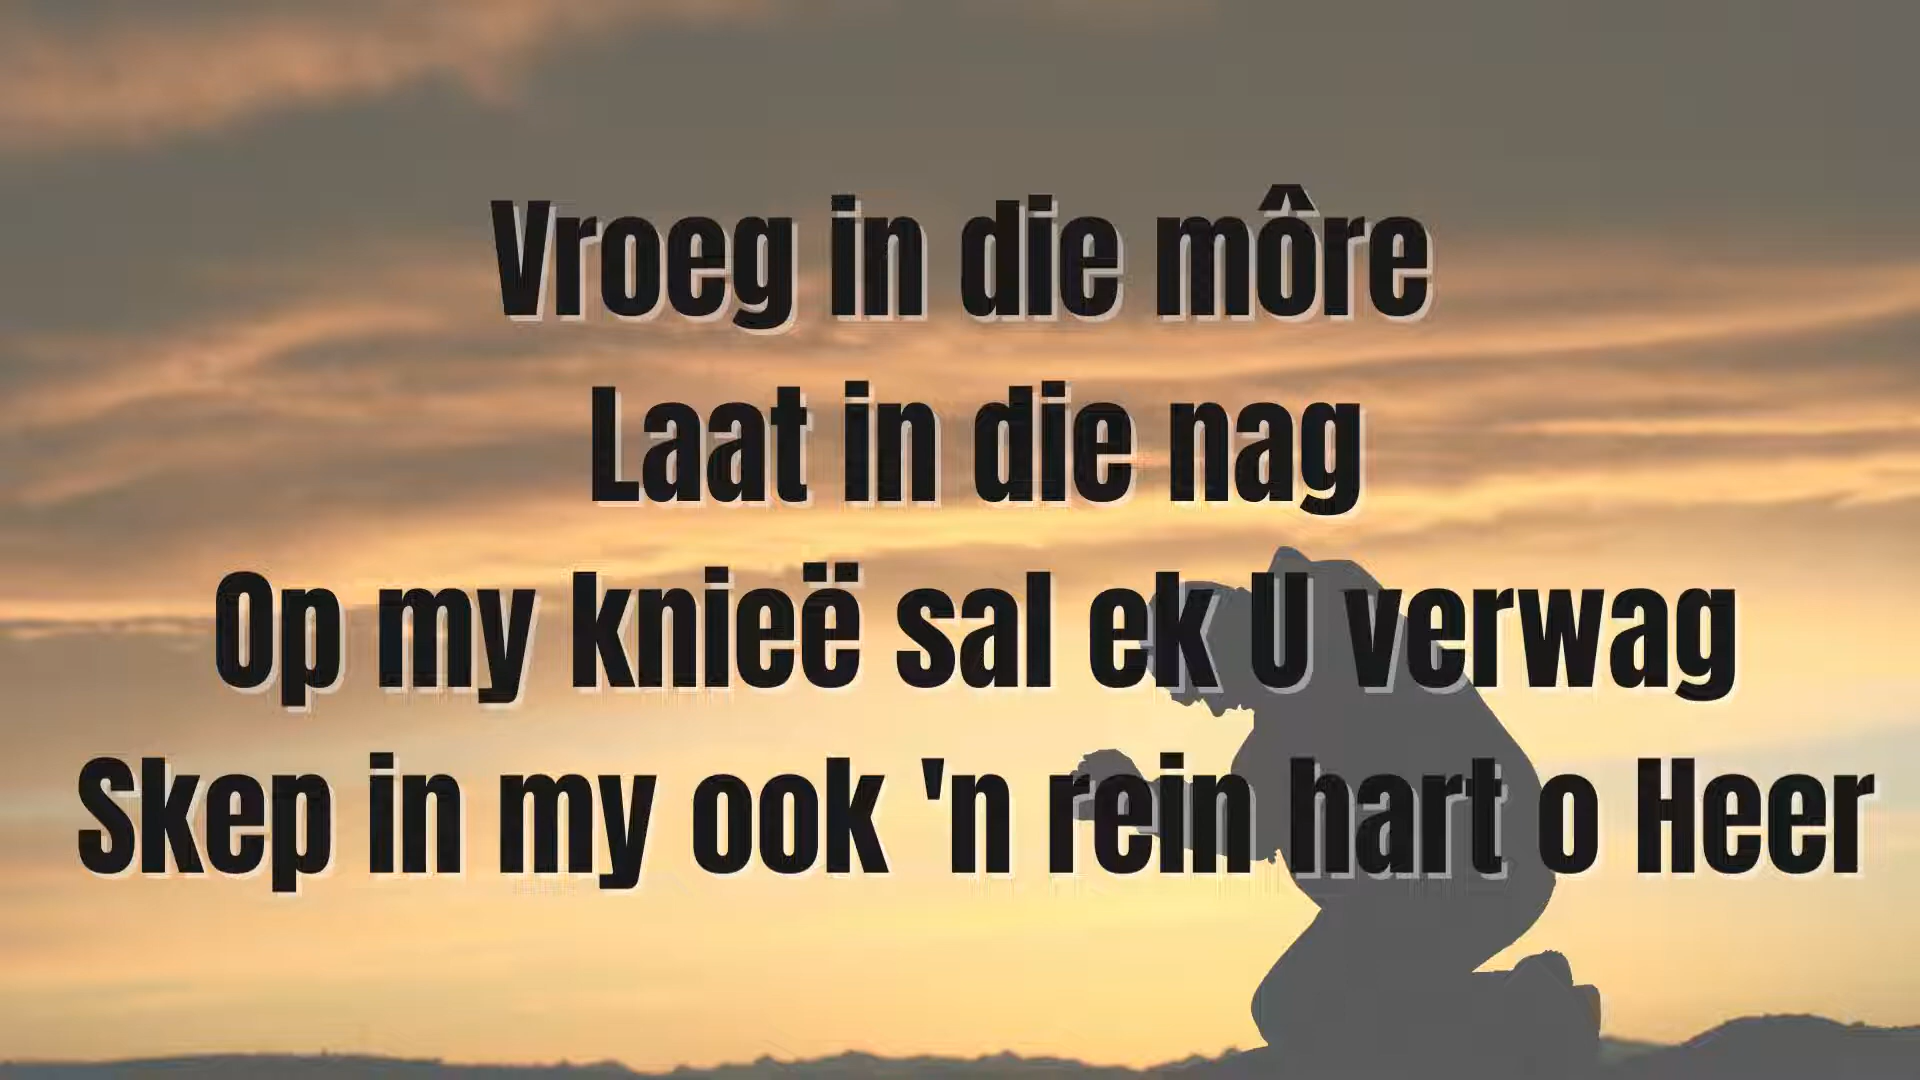 Vroeg in die môre
Laat in die nag
Op my knieë sal ek U verwag
Skep in my ook 'n rein hart o Heer